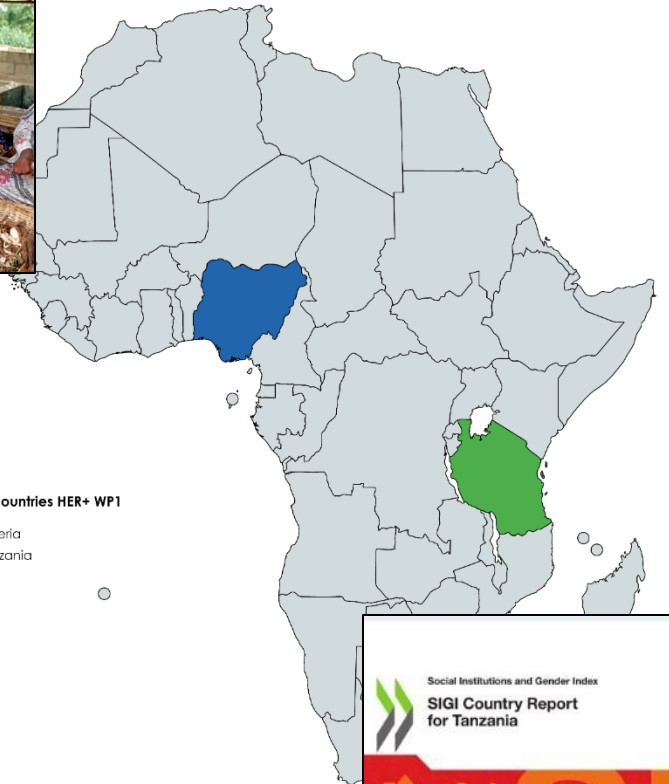 ountries HER+ WP1
eria
zania
Social Institutions and Gender Index
SIGI Country Report
for Tanzania